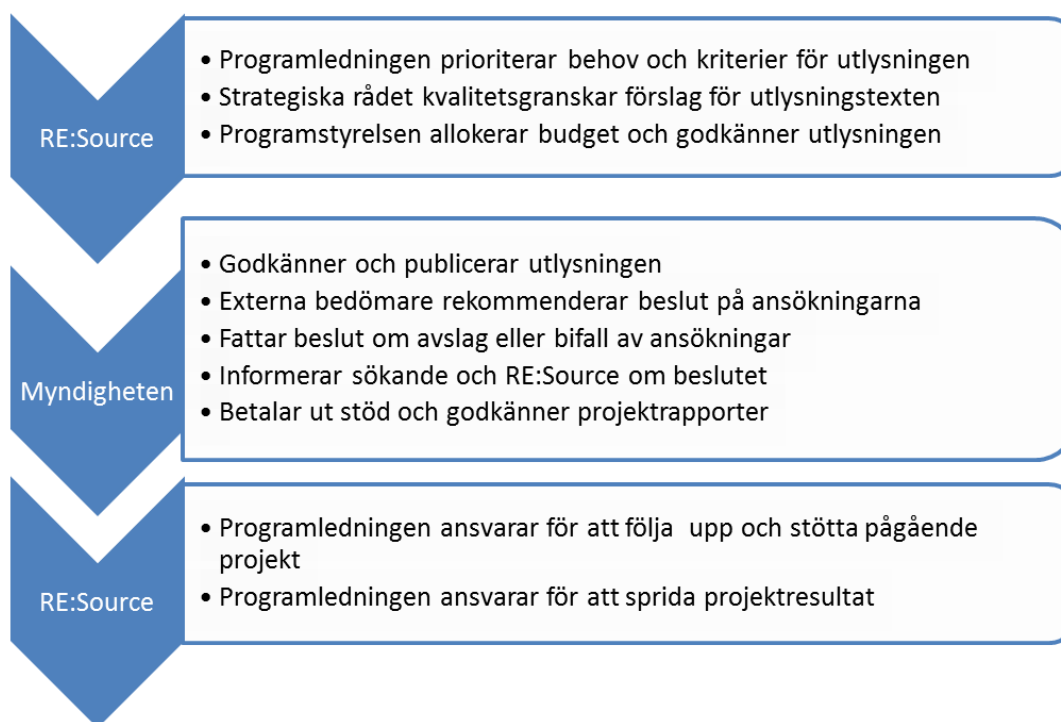 RE:Source
• Programledningen prioriterar behov och kriterier för utlysningen
• Strategiska rådet kvalitetsgranskar förslag för utlysningstexten
• Programstyrelsen allokerar budget och godkänner utlysningen
Myndigheten
• Godkänner och publicerar utlysningen
• Externa bedömare rekommenderar beslut på ansökningarna
• Fattar beslut om avslag eller bifall av ansökningar
• Informerar sökande och RE:Source om beslutet
• Betalar ut stöd och godkänner projektrapporter
RE:Source
• Programledningen ansvarar för att följa upp och stötta pågående
projekt
• Programledningen ansvarar för att sprida projektresultat